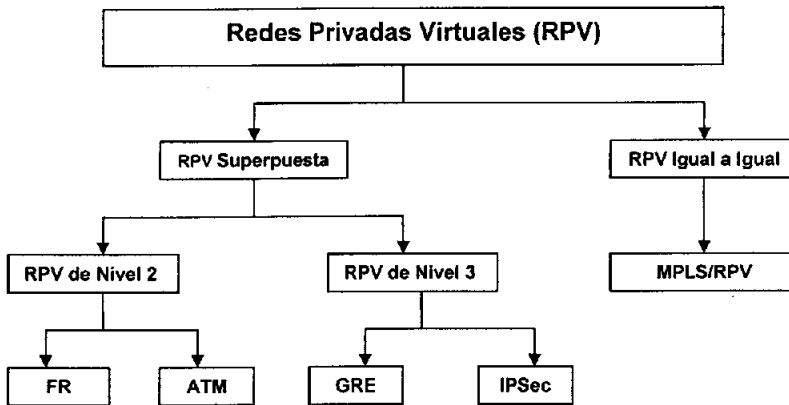 Redes Privadas Virtuales (RPV)
RPV Superpuesta
RPV Igual a Igual
RPV de Nivel 2
RPV de Nivel 3
MPLS/RPV
FR
ATM
GRE
IPSec